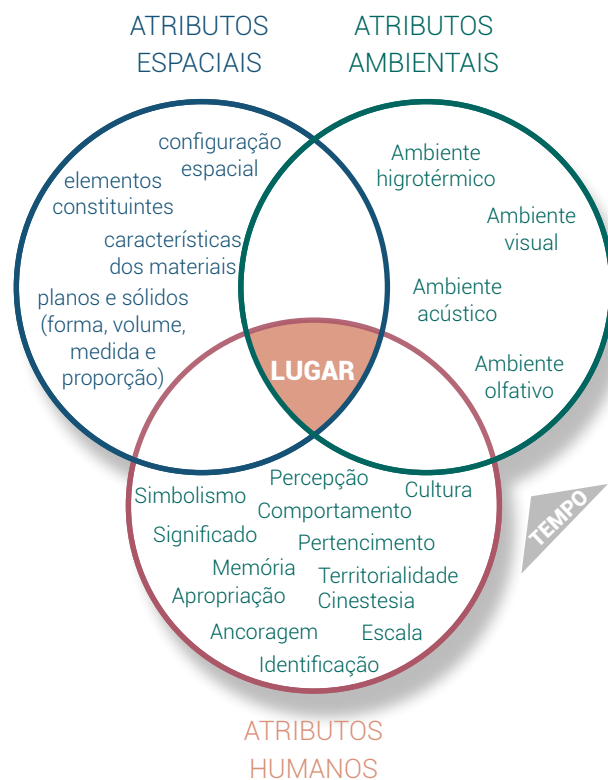 ATRIBUTOS
ESPACIAIS
ATRIBUTOS
AMBIENTAIS
configuração
espacial
elementos
constituintes
características
dos materiais
planos e sólidos
(forma, volume,
medida e
proporção)
Ambiente
higrotérmico
Ambiente
visual
Ambiente
acústico
Ambiente
olfativo
LUGAR
Percepção
Simbolismo
Cultura
Comportamento
Significado
Pertencimento
Memória
Territorialidade
Apropriação
Cinestesia
Ancoragem
Escala
Identificação
TEMPO
ATRIBUTOS
HUMANOS